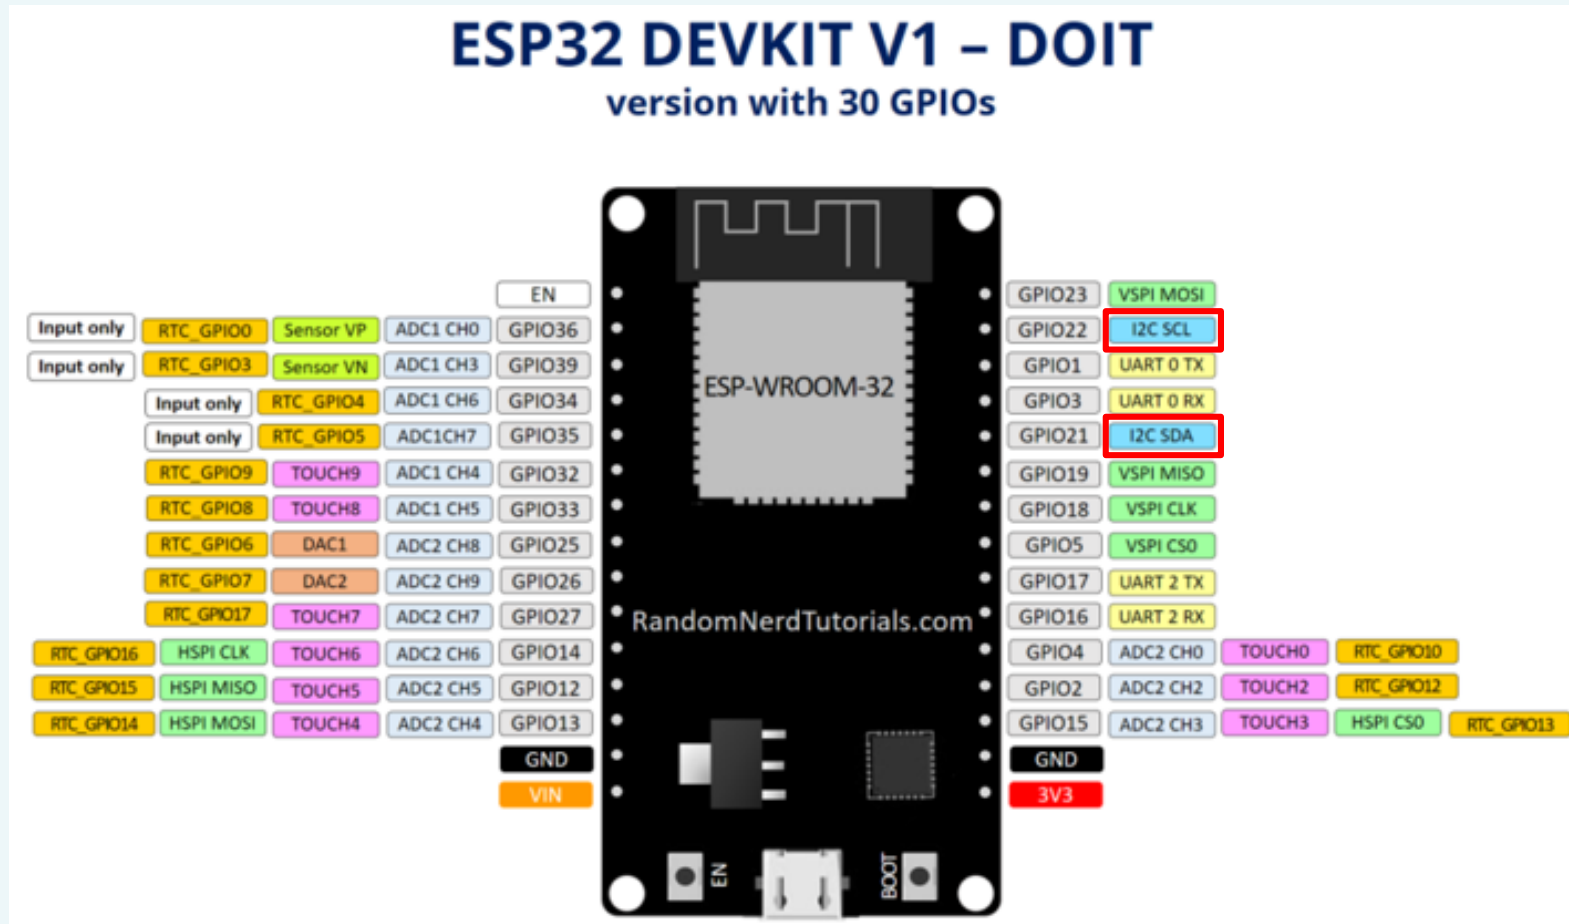 ESP32 DEVKIT V1 – DOIT
version with 30 GPIOs
EN
Input only RTC_GPIO0 Sensor VP ADC1 CH0 GPIO36
Input only RTC_GPIO3 Sensor VN ADC1 CH3 GPIO39
Input only RTC_GPIO4 ADC1 CH6 GPIO34
Input only RTC_GPIO5 ADC1CH7 GPIO35
RTC_GPIO9 TOUCH9 ADC1 CH4 GPIO32
RTC_GPIO8 TOUCH8 ADC1 CH5 GPIO33
RTC_GPIO6 DAC1 ADC2 CH8 GPIO25
RTC_GPIO7 DAC2 ADC2 CH9 GPIO26
RTC_GPIO17 TOUCH7 ADC2 CH7 GPIO27
RTC_GPIO16 HSPI CLK TOUCH6 ADC2 CH6 GPIO14
RTC_GPIO15 HSPI MISO TOUCH5 ADC2 CH5 GPIO12
RTC_GPIO14 HSPI MOSI TOUCH4 ADC2 CH4 GPIO13
GND
VIN
ESP-WROOM-32
RandomNerdTutorials.com
EN
BOOT
GPIO23 VSPI MOSI
GPIO22 I2C SCL
GPIO1 UART 0 TX
GPIO3 UART 0 RX
GPIO21 I2C SDA
GPIO19 VSPI MISO
GPIO18 VSPI CLK
GPIO5 VSPI CS0
GPIO17 UART 2 TX
GPIO16 UART 2 RX
GPIO4 ADC2 CH0 TOUCH0 RTC_GPIO10
GPIO2 ADC2 CH2 TOUCH2 RTC_GPIO12
GPIO15 ADC2 CH3 TOUCH3 HSPI CS0 RTC_GPIO13
GND
3V3